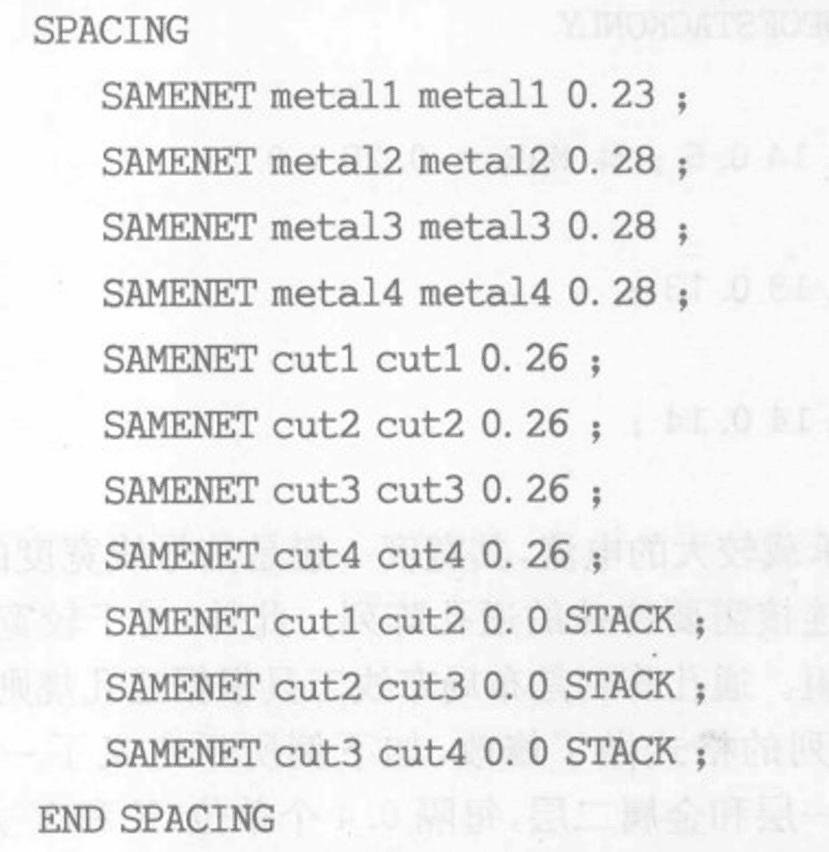 SPACING
SAMENET metal1 metal1 0.23 ;
SAMENET metal2 metal2 0.28 ;
SAMENET metal3 metal3 0.28 ;
SAMENET metal4 metal4 0.28 ;
SAMENET cut1 cut1 0.26 ;
SAMENET cut2 cut2 0.26 ;
SAMENET cut3 cut3 0.26 ;
SAMENET cut4 cut4 0.26 ;
SAMENET cut1 cut2 0.0 STACK ;
SAMENET cut2 cut3 0.0 STACK ;
SAMENET cut3 cut4 0.0 STACK ;
END SPACING